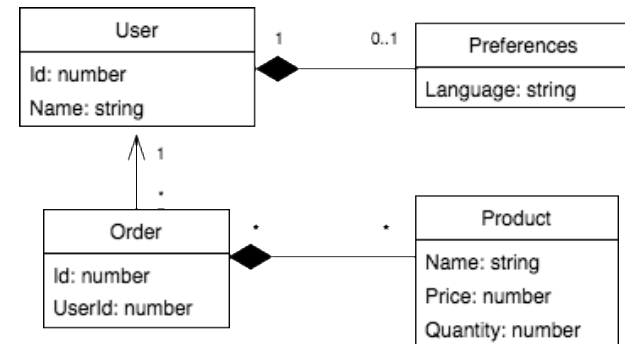 User
Id: number
Name: string
1
0..1
Preferences
Language: string
1
*
Order
Id: number
UserId: number
*
*
Product
Name: string
Price: number
Quantity: number